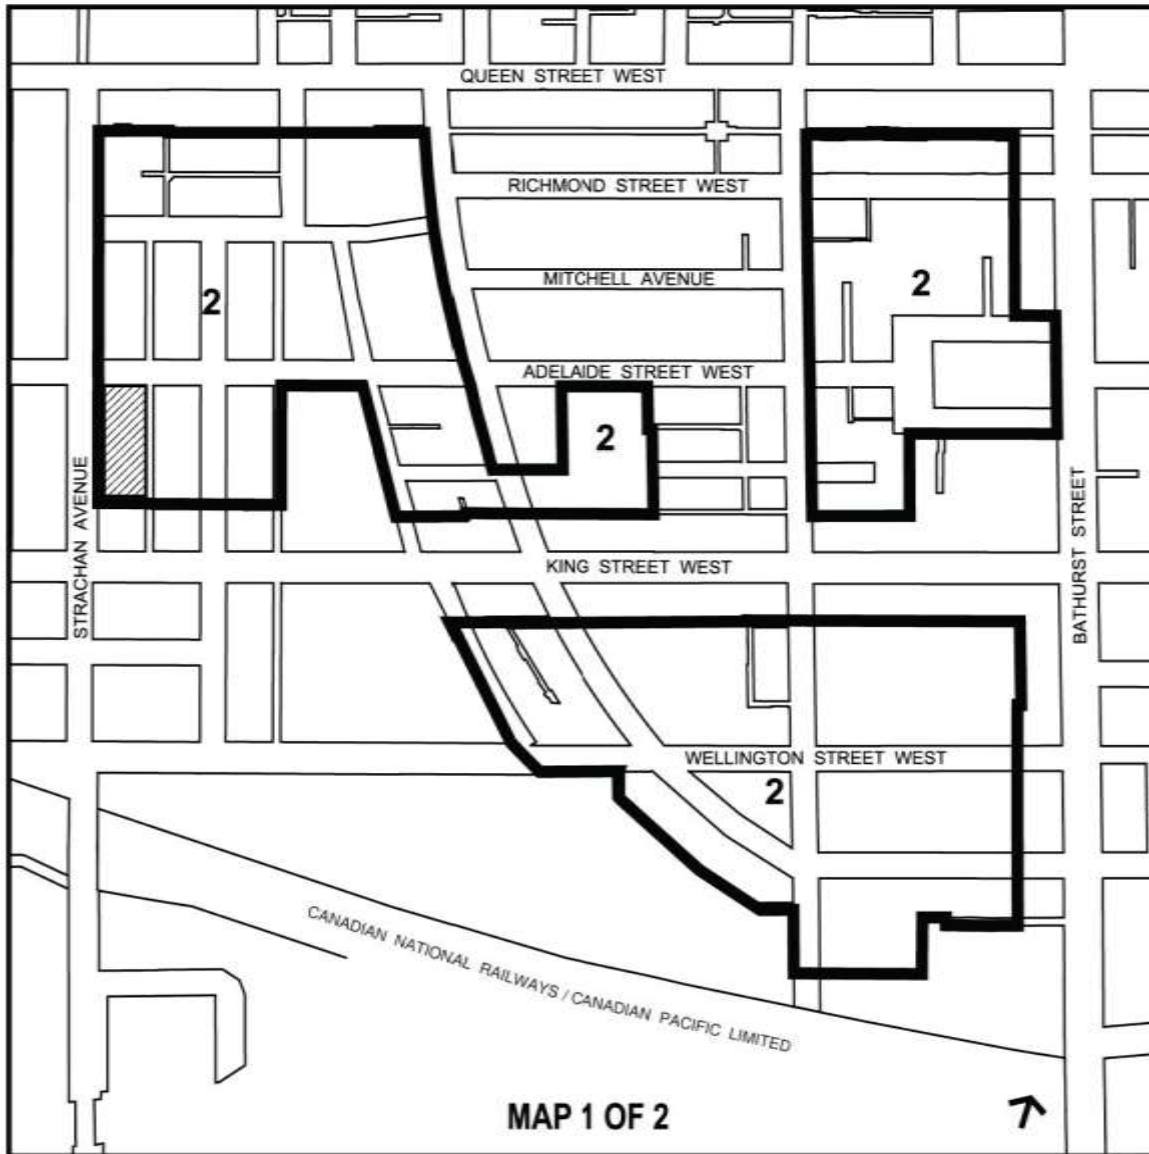 QUEEN STREET WEST
RICHMOND STREET WEST
MITCHELL AVENUE
2
2
ADELAIDE STREET WEST
2
STRACHAN AVENUE
BATHURST STREET
KING STREET WEST
WELLINGTON STREET WEST
2
CANADIAN NATIONAL RAILWAYS / CANADIAN PACIFIC LIMITED
MAP 1 OF 2